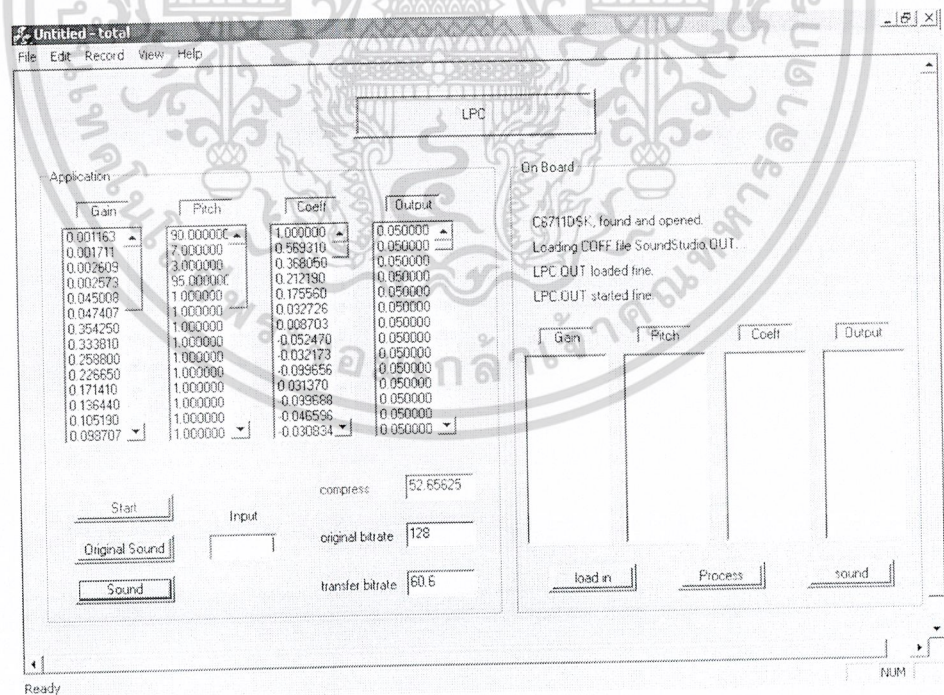 Untitled - total
File Edit Record View Help
LPC
Application
Gain Pitch Coeff Output
0.001163 90.000000 1.000000 0.050000
0.001711 7.000000 0.569310 0.050000
0.002609 3.000000 0.368050 0.050000
0.002573 95.000000 0.212190 0.050000
0.045008 1.000000 0.175560 0.050000
0.047407 1.000000 0.032726 0.050000
0.354250 1.000000 0.008703 0.050000
0.333810 1.000000 -0.052470 0.050000
0.258800 1.000000 -0.032173 0.050000
0.226650 1.000000 -0.099656 0.050000
0.171410 1.000000 0.031370 0.050000
0.136440 1.000000 -0.039688 0.050000
0.105190 1.000000 -0.046596 0.050000
0.098707 1.000000 -0.030834 0.050000
Start
Original Sound
Sound
Input
compress 52.65625
original bitrate 128
transfer bitrate 60.6
On Board
C6711DSK, found and opened.
Loading COFF file SoundStudio.OUT...
LPC.OUT loaded fine.
LPC.OUT started fine.
Gain Pitch Coeff Output
load in Process sound
Ready NUM